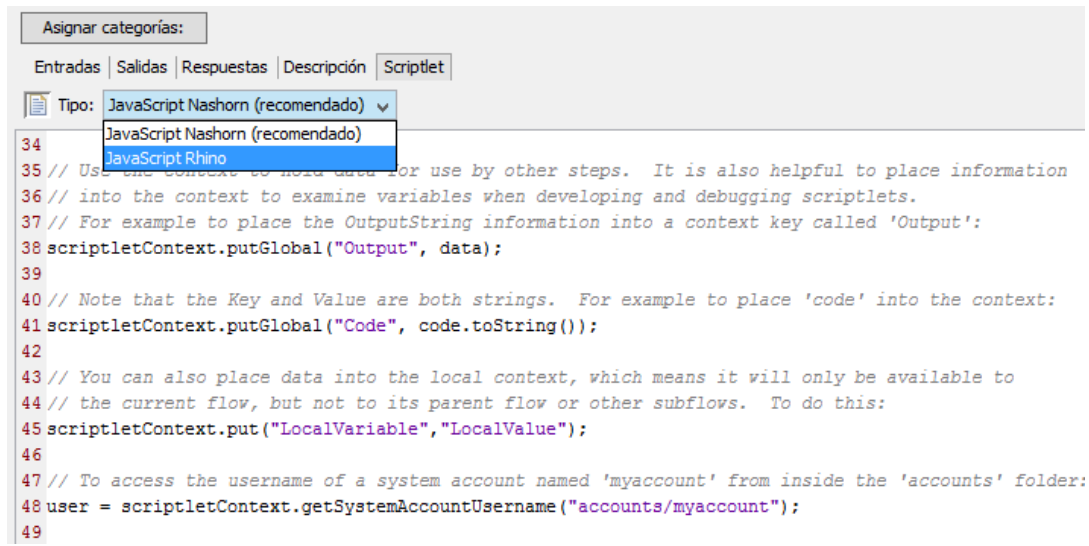 Asignar categorías:
Entradas Salidas Respuestas Descripción Scriptlet
Tipo: JavaScript Nashorn (recomendado)
JavaScript Nashorn (recomendado)
JavaScript Rhino
34
35 // Use the context to hold data for use by other steps. It is also helpful to place information
36 // into the context to examine variables when developing and debugging scriptlets.
37 // For example to place the OutputString information into a context key called 'Output':
38 scriptletContext.putGlobal("Output", data);
39
40 // Note that the Key and Value are both strings. For example to place 'code' into the context:
41 scriptletContext.putGlobal("Code", code.toString());
42
43 // You can also place data into the local context, which means it will only be available to
44 // the current flow, but not to its parent flow or other subflows. To do this:
45 scriptletContext.put("LocalVariable","LocalValue");
46
47 // To access the username of a system account named 'myaccount' from inside the 'accounts' folder:
48 user = scriptletContext.getSystemAccountUsername("accounts/myaccount");
49